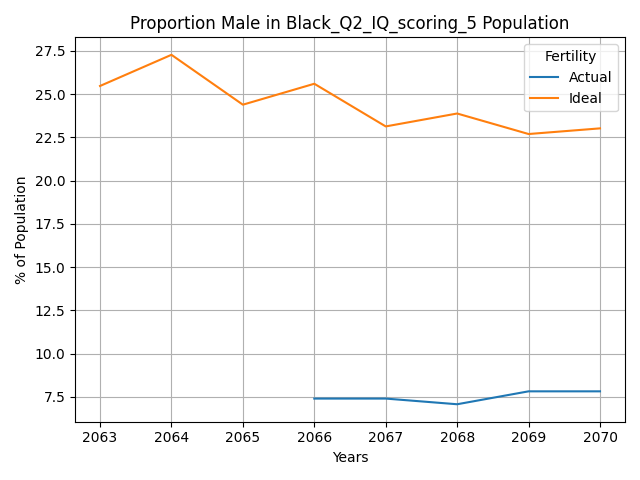 Proportion Male in Black_Q2_IQ_scoring_5 Population
Fertility
Actual
Ideal
% of Population
27.5
25.0
22.5
20.0
17.5
15.0
12.5
10.0
7.5
2063 2064 2065 2066 2067 2068 2069 2070
Years